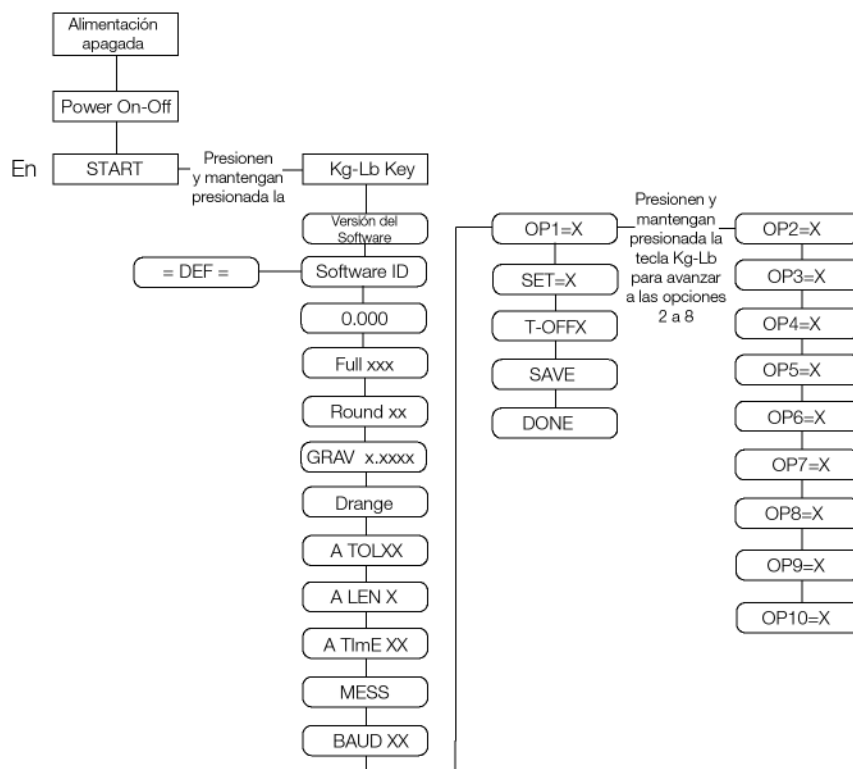 Alimentación
apagada
Power On-Off
En
START
Presionen
y mantengan
presionada la
Kg-Lb Key
Versión del
Software
= DEF =
Software ID
0.000
Full xxx
Round xx
GRAV x.xxxx
Drange
A TOLXX
A LEN X
A TImE XX
MESS
BAUD XX
OP1=X
SET=X
T-OFFX
SAVE
DONE
Presionen y
mantengan
presionada la
tecla Kg-Lb
para avanzar
a las opciones
2 a 8
OP2=X
OP3=X
OP4=X
OP5=X
OP6=X
OP7=X
OP8=X
OP9=X
OP10=X